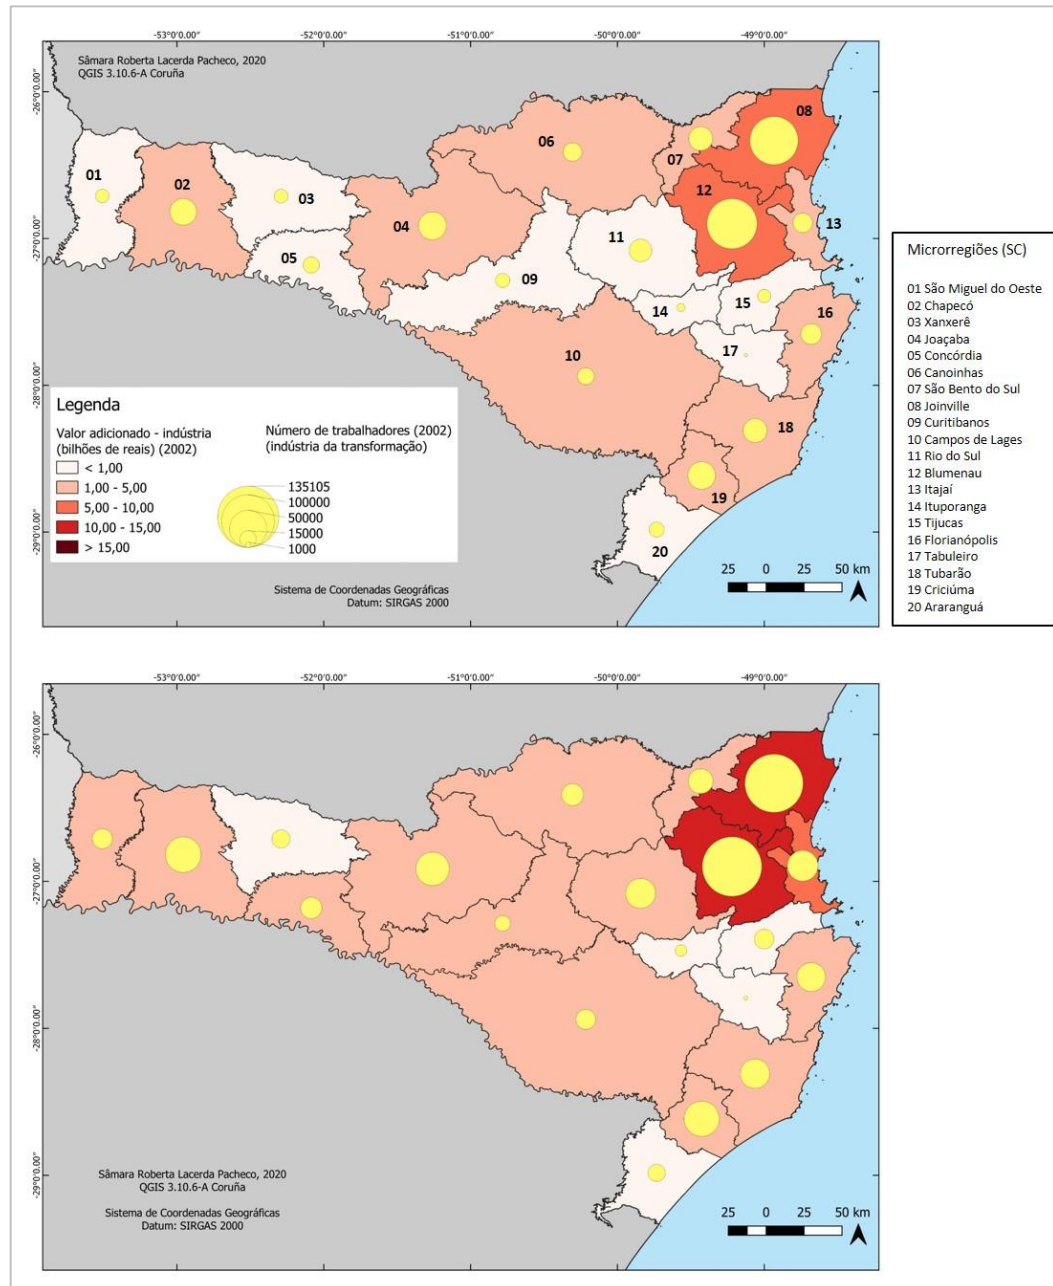 -53°0'0.00"
-52°0'0.00"
-51°0'0.00"
-50°0'0.00"
-49°0'0.00"
Sâmara Roberta Lacerda Pacheco, 2020
QGIS 3.10.6-A Coruña
-26°0'0.00"
-27°0'0.00"
-28°0'0.00"
-29°0'0.00"
01
02
03
04
05
06
07
08
09
10
11
12
13
14
15
16
17
18
19
20
Legenda
Valor adicionado - indústria
(bilhões de reais) (2002)
< 1,00
1,00 - 5,00
5,00 - 10,00
10,00 - 15,00
> 15,00
Número de trabalhadores (2002)
(indústria da transformação)
135105
100000
50000
15000
1000
Sistema de Coordenadas Geográficas
Datum: SIRGAS 2000
25 0 25 50 km
Microrregiões (SC)
01 São Miguel do Oeste
02 Chapecó
03 Xanxerê
04 Joaçaba
05 Concórdia
06 Canoinhas
07 São Bento do Sul
08 Joinville
09 Curitibanos
10 Campos de Lages
11 Rio do Sul
12 Blumenau
13 Itajaí
14 Ituporanga
15 Tijucas
16 Florianópolis
17 Tabuleiro
18 Tubarão
19 Criciúma
20 Araranguá
-53°0'0.00"
-52°0'0.00"
-51°0'0.00"
-50°0'0.00"
-49°0'0.00"
-26°0'0.00"
-27°0'0.00"
-28°0'0.00"
-29°0'0.00"
Sâmara Roberta Lacerda Pacheco, 2020
QGIS 3.10.6-A Coruña
Sistema de Coordenadas Geográficas
Datum: SIRGAS 2000
25 0 25 50 km